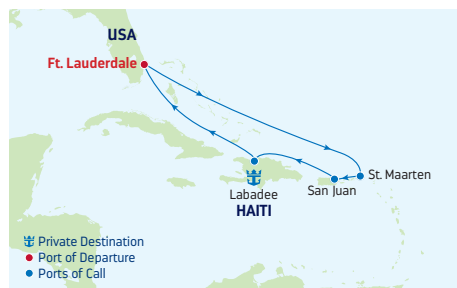 USA
Ft. Lauderdale
St. Maarten
San Juan
Labadee
HAITI
Private Destination
Port of Departure
Ports of Call